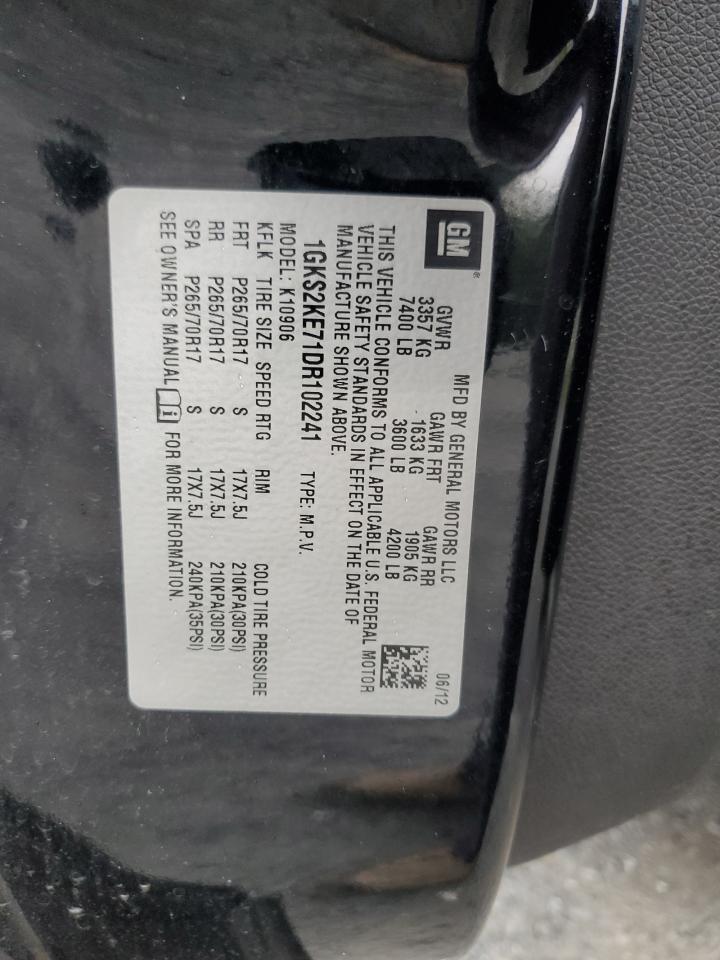 GM®
MFD BY GENERAL MOTORS LLC 06/12
GVWR GAWR FRT GAWR RR
3357 KG 1633 KG 1905 KG
7400 LB 3600 LB 4200 LB
THIS VEHICLE CONFORMS TO ALL APPLICABLE U.S. FEDERAL MOTOR
VEHICLE SAFETY STANDARDS IN EFFECT ON THE DATE OF
MANUFACTURE SHOWN ABOVE.
1GKS2KE71DR102241 TYPE: M.P.V.
MODEL: K10906
KFLK TIRE SIZE SPEED RTG RIM COLD TIRE PRESSURE
FRT P265/70R17 S 17X7.5J 210KPA(30PSI)
RR P265/70R17 S 17X7.5J 210KPA(30PSI)
SPA P265/70R17 S 17X7.5J 240KPA(35PSI)
SEE OWNER'S MANUAL i FOR MORE INFORMATION.